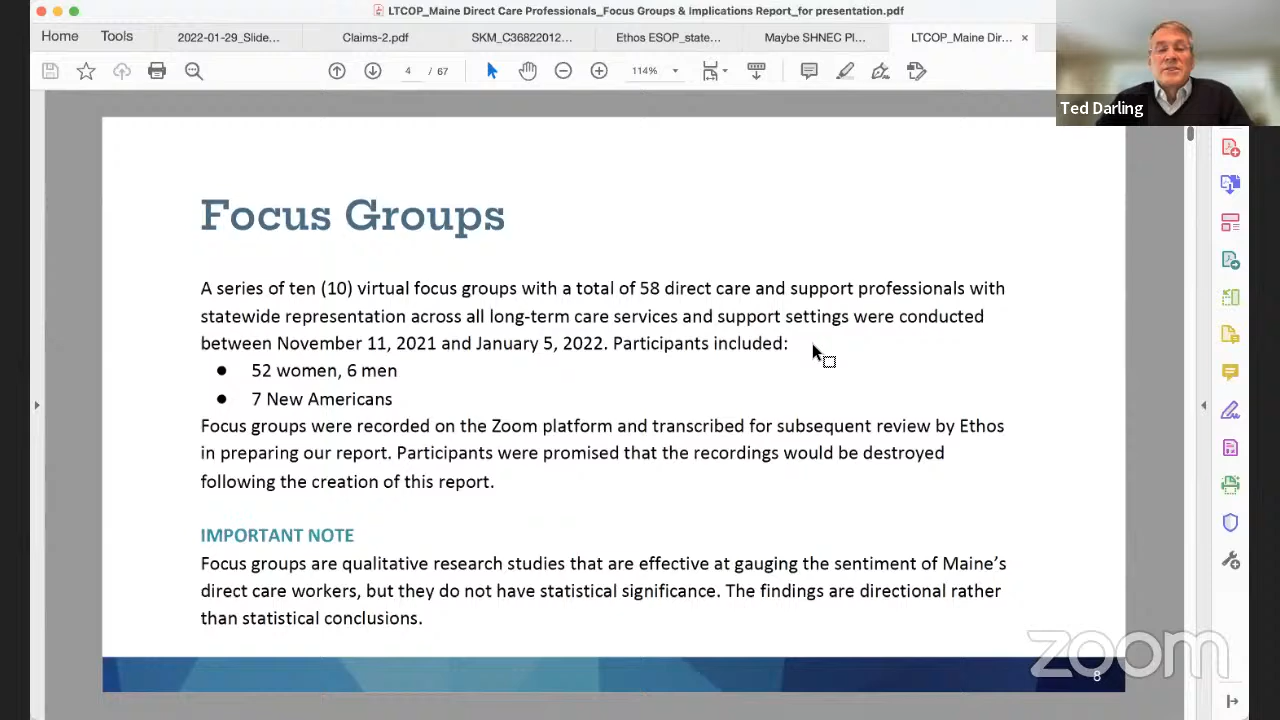 LTCOP_Maine Direct Care Professionals_Focus Groups & Implications Report_for presentation.pdf
Home Tools 2022-01-29_Slide... Claims-2.pdf SKM_C36822012... Ethos ESOP_state... Maybe SHNEC Pl... LTCOP_Maine Dir... ×
4 / 67 114%
Ted Darling
Focus Groups
A series of ten (10) virtual focus groups with a total of 58 direct care and support professionals with
statewide representation across all long-term care services and support settings were conducted
between November 11, 2021 and January 5, 2022. Participants included:
● 52 women, 6 men
● 7 New Americans
Focus groups were recorded on the Zoom platform and transcribed for subsequent review by Ethos
in preparing our report. Participants were promised that the recordings would be destroyed
following the creation of this report.
IMPORTANT NOTE
Focus groups are qualitative research studies that are effective at gauging the sentiment of Maine’s
direct care workers, but they do not have statistical significance. The findings are directional rather
than statistical conclusions.
zoom
8